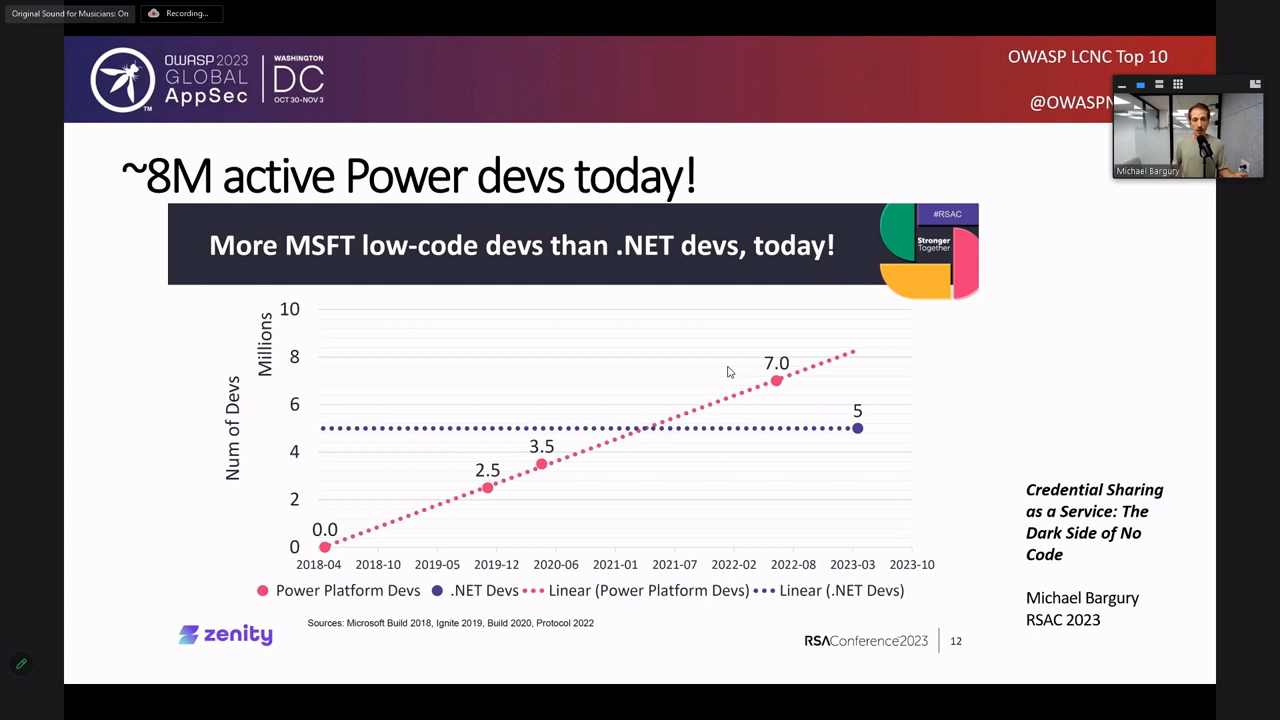 Original Sound for Musicians: On
Recording...
OWASP 2023
GLOBAL
AppSec
TM
WASHINGTON
DC
OCT 30-NOV 3
OWASP LCNC Top 10
@OWASPN
Michael Bargury
~8M active Power devs today!
More MSFT low-code devs than .NET devs, today!
#RSAC
Stronger
Together
Num of Devs
Millions
10
8
6
4
2
0
0.0
2.5
3.5
7.0
5
2018-04 2018-10 2019-05 2019-12 2020-06 2021-01 2021-07 2022-02 2022-08 2023-03 2023-10
Power Platform Devs .NET Devs Linear (Power Platform Devs) Linear (.NET Devs)
Sources: Microsoft Build 2018, Ignite 2019, Build 2020, Protocol 2022
zenity
RSAConference2023
12
Credential Sharing
as a Service: The
Dark Side of No
Code
Michael Bargury
RSAC 2023